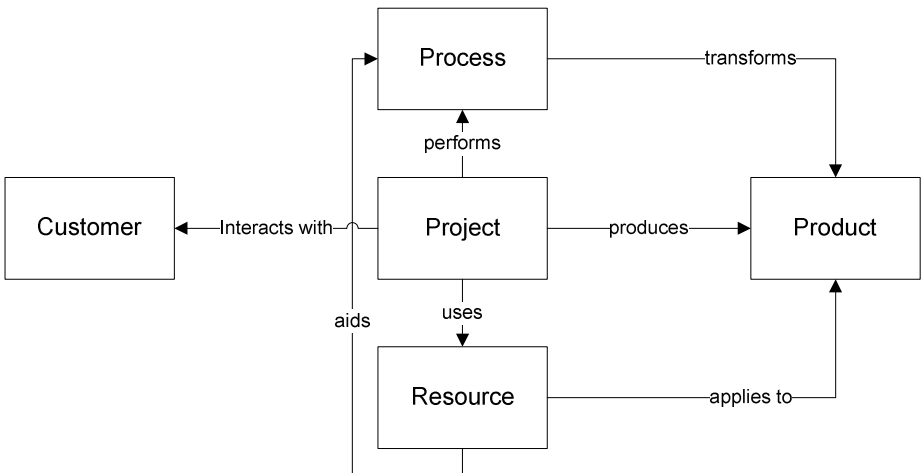 Process
transforms
performs
Customer
Interacts with
Project
produces
Product
uses
aids
Resource
applies to